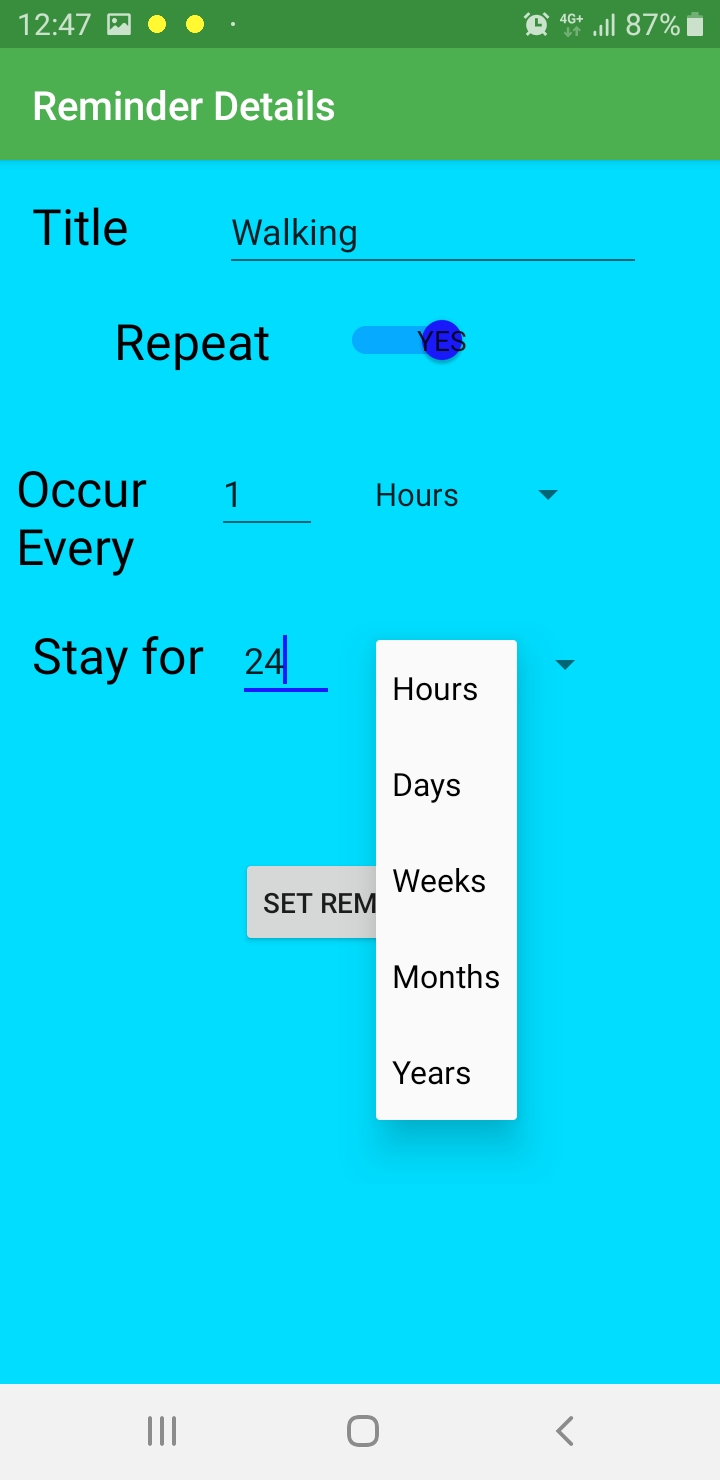 12:47 4G+ 87%
Reminder Details
Title Walking
Repeat YES
Occur Every 1 Hours
Stay for 24
Hours
Days
Weeks
SET REM
Months
Years